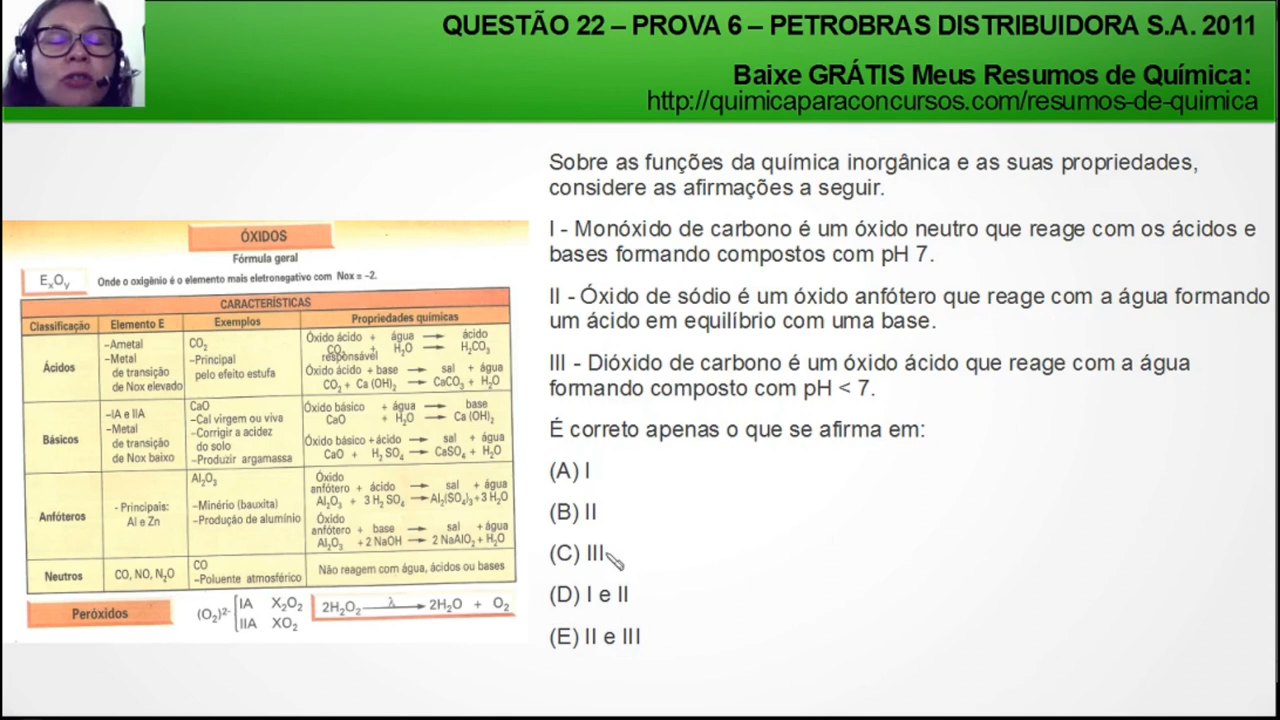 QUESTÃO 22 – PROVA 6 – PETROBRAS DISTRIBUIDORA S.A. 2011
Baixe GRÁTIS Meus Resumos de Química:
http://quimicaparaconcursos.com/resumos-de-quimica
ÓXIDOS
Fórmula geral
ExOy Onde o oxigênio é o elemento mais eletronegativo com Nox = –2.
CARACTERÍSTICAS
Classificação Elemento E Exemplos Propriedades químicas
Ácidos
–Ametal
–Metal
de transição
de Nox elevado
CO₂
–Principal responsável
pelo efeito estufa
Óxido ácido + água → ácido
CO₂ + H₂O → H₂CO₃
Óxido ácido + base → sal + água
CO₂ + Ca (OH)₂ → CaCO₃ + H₂O
Básicos
–IA e IIA
–Metal
de transição
de Nox baixo
CaO
–Cal virgem ou viva
–Corrigir a acidez
do solo
–Produzir argamassa
Óxido básico + água → base
CaO + H₂O → Ca (OH)₂
Óxido básico + ácido → sal + água
CaO + H₂SO₄ → CaSO₄ + H₂O
Anfóteros
- Principais:
Al e Zn
Al₂O₃
–Minério (bauxita)
–Produção de alumínio
Óxido
anfótero + ácido → sal + água
Al₂O₃ + 3 H₂SO₄ → Al₂(SO₄)₃+3 H₂O
Óxido
anfótero + base → sal + água
Al₂O₃ + 2 NaOH → 2 NaAlO₂ + H₂O
Neutros
CO, NO, N₂O
CO
–Poluente atmosférico
Não reagem com água, ácidos ou bases
Peróxidos
(O₂)²⁻
IA X₂O₂
IIA XO₂
2H₂O₂ λ→ 2H₂O + O₂
Sobre as funções da química inorgânica e as suas propriedades,
considere as afirmações a seguir.
I - Monóxido de carbono é um óxido neutro que reage com os ácidos e
bases formando compostos com pH 7.
II - Óxido de sódio é um óxido anfótero que reage com a água formando
um ácido em equilíbrio com uma base.
III - Dióxido de carbono é um óxido ácido que reage com a água
formando composto com pH < 7.
É correto apenas o que se afirma em:
(A) I
(B) II
(C) III
(D) I e II
(E) II e III